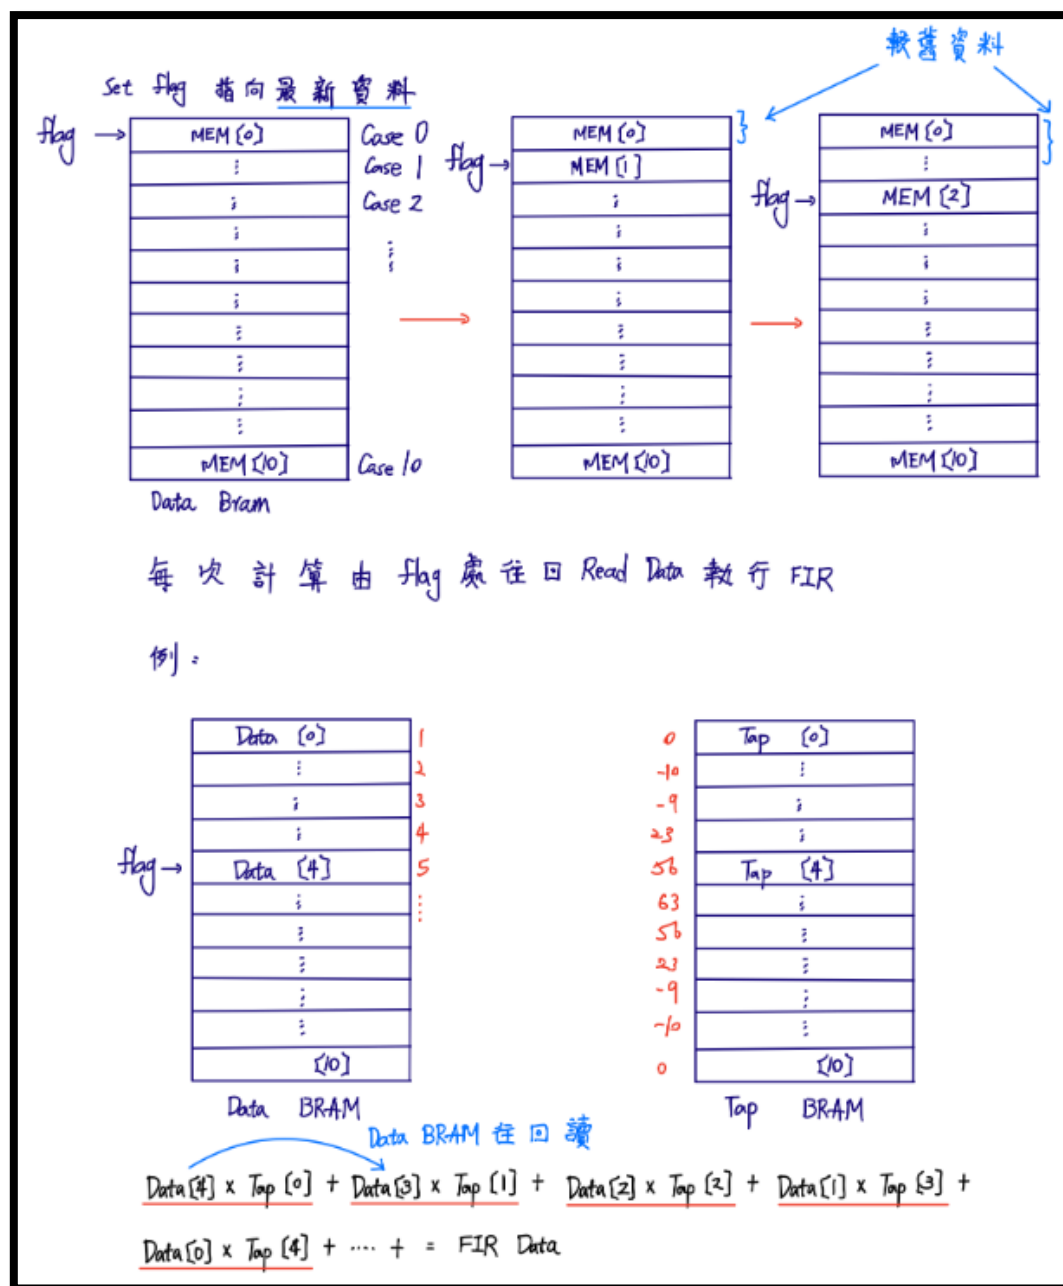 較舊資料
Set flag 指向最新資料
flag → MEM[0] Case 0 MEM[0] MEM[0]
⋮ Case 1 flag → MEM[1] ⋮
⋮ Case 2 ⋮ flag → MEM[2]
MEM[10] Case 10 MEM[10] MEM[10]
Data Bram
每次計算由 flag 處往回 Read Data 執行 FIR
例:
Data [0] 1 0 Tap [0]
⋮ 2 -10 ⋮
⋮ 3 -9 ⋮
⋮ 4 23 ⋮
flag → Data [4] 5 56 Tap [4]
⋮ 63 ⋮
⋮ 56 ⋮
⋮ 23 ⋮
⋮ -9 ⋮
⋮ -10 ⋮
[10] 0 [10]
Data BRAM Tap BRAM
Data BRAM 往回讀
Data[4] x Tap [0] + Data[3] x Tap [1] + Data[2] x Tap [2] + Data[1] x Tap [3] +
Data[0] x Tap [4] + ···· + = FIR Data